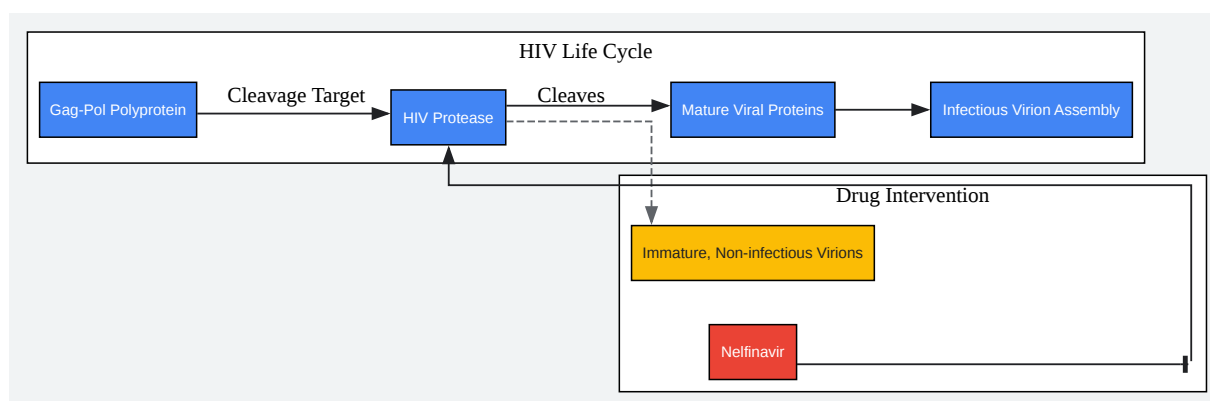 HIV Life Cycle
Gag-Pol Polyprotein
Cleavage Target
HIV Protease
Cleaves
Mature Viral Proteins
Infectious Virion Assembly
Drug Intervention
Immature, Non-infectious Virions
Nelfinavir